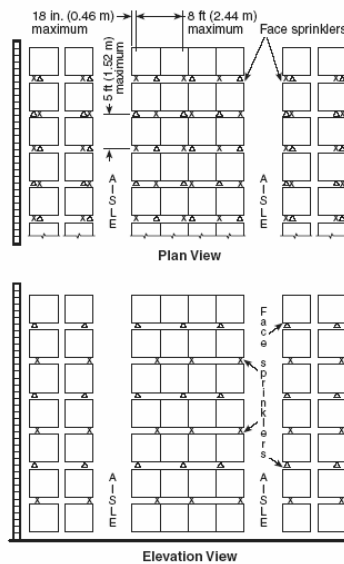 18 in. (0.46 m)
maximum
8 ft (2.44 m)
maximum
Face sprinklers
5 ft (1.52 m)
maximum
AISLE
AISLE
Plan View
Face sprinklers
AISLE
AISLE
Elevation View